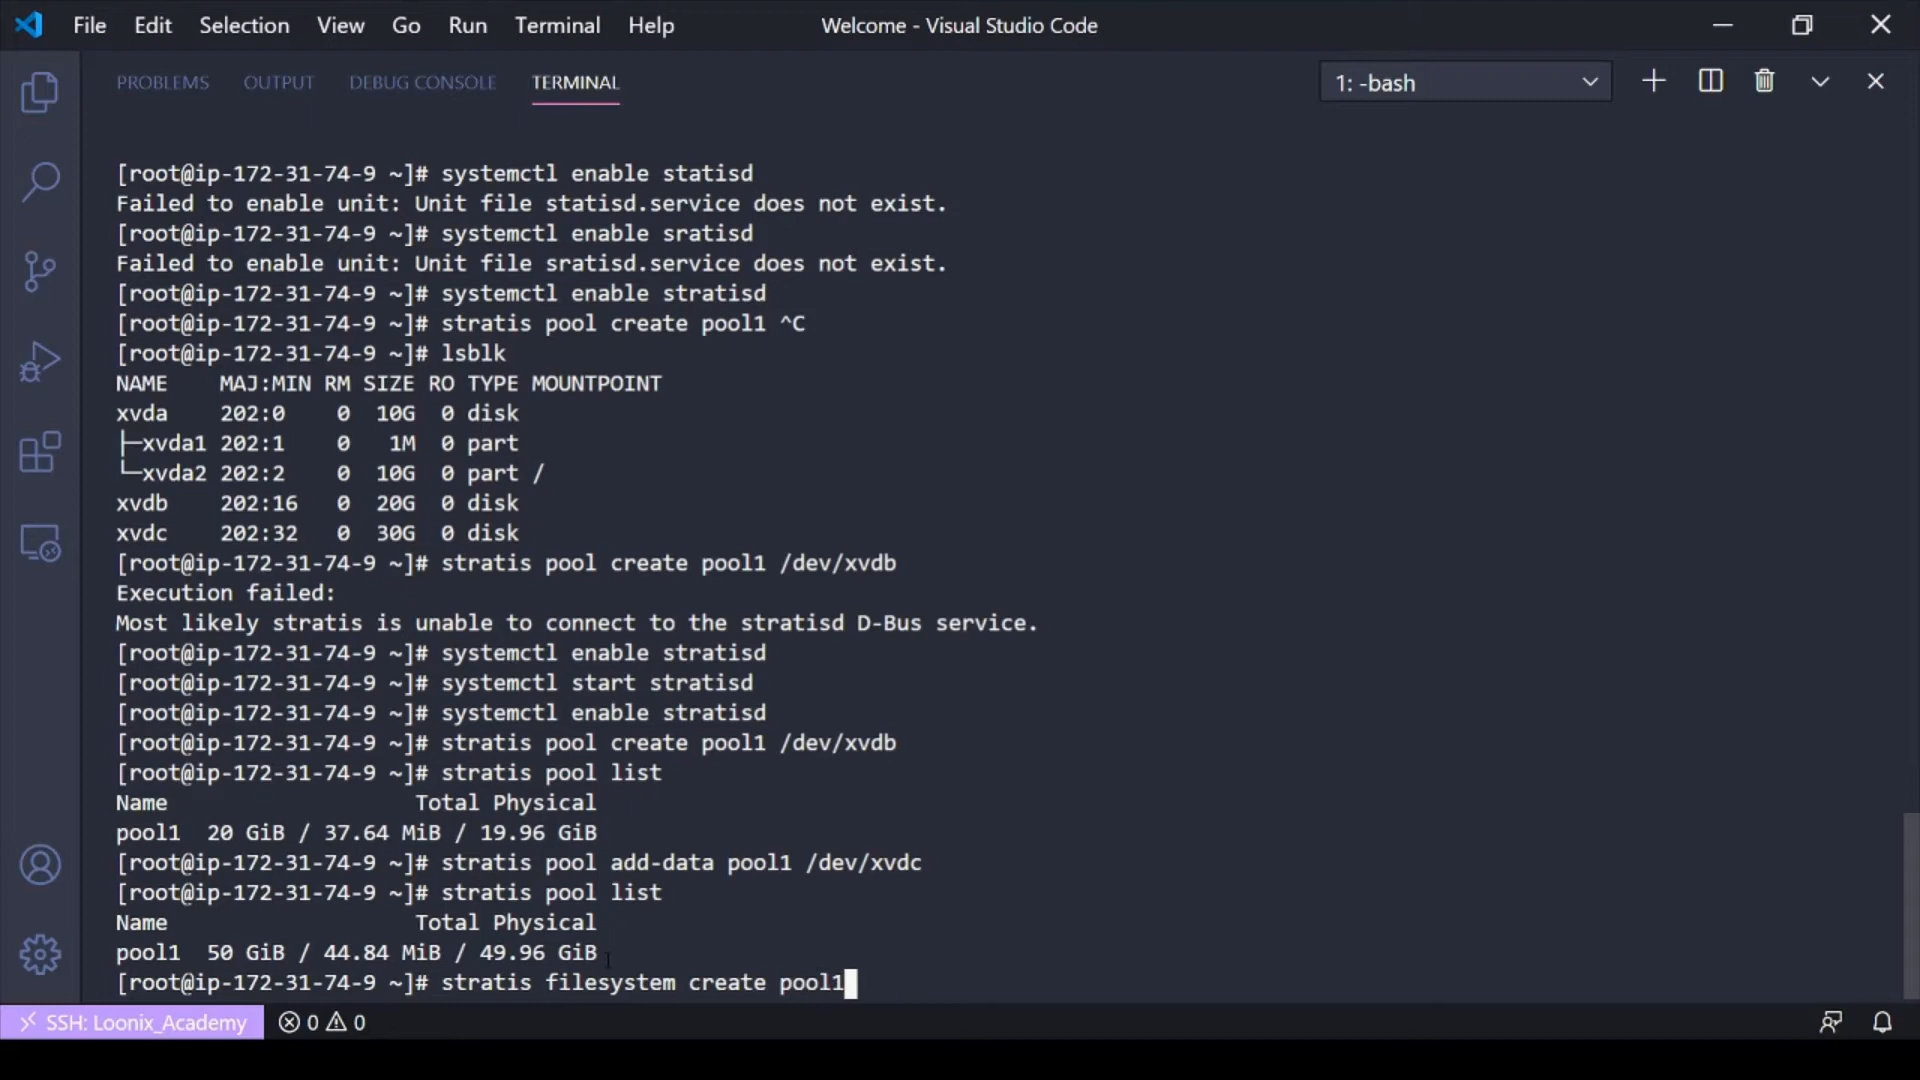 File Edit Selection View Go Run Terminal Help Welcome - Visual Studio Code
PROBLEMS OUTPUT DEBUG CONSOLE TERMINAL 1: -bash
[root@ip-172-31-74-9 ~]# systemctl enable statisd
Failed to enable unit: Unit file statisd.service does not exist.
[root@ip-172-31-74-9 ~]# systemctl enable sratisd
Failed to enable unit: Unit file sratisd.service does not exist.
[root@ip-172-31-74-9 ~]# systemctl enable stratisd
[root@ip-172-31-74-9 ~]# stratis pool create pool1 ^C
[root@ip-172-31-74-9 ~]# lsblk
NAME    MAJ:MIN RM SIZE RO TYPE MOUNTPOINT
xvda    202:0    0  10G  0 disk
├─xvda1 202:1    0   1M  0 part
└─xvda2 202:2    0  10G  0 part /
xvdb    202:16   0  20G  0 disk
xvdc    202:32   0  30G  0 disk
[root@ip-172-31-74-9 ~]# stratis pool create pool1 /dev/xvdb
Execution failed:
Most likely stratis is unable to connect to the stratisd D-Bus service.
[root@ip-172-31-74-9 ~]# systemctl enable stratisd
[root@ip-172-31-74-9 ~]# systemctl start stratisd
[root@ip-172-31-74-9 ~]# systemctl enable stratisd
[root@ip-172-31-74-9 ~]# stratis pool create pool1 /dev/xvdb
[root@ip-172-31-74-9 ~]# stratis pool list
Name                   Total Physical
pool1  20 GiB / 37.64 MiB / 19.96 GiB
[root@ip-172-31-74-9 ~]# stratis pool add-data pool1 /dev/xvdc
[root@ip-172-31-74-9 ~]# stratis pool list
Name                   Total Physical
pool1  50 GiB / 44.84 MiB / 49.96 GiB
[root@ip-172-31-74-9 ~]# stratis filesystem create pool1
SSH: Loonix_Academy 0 0